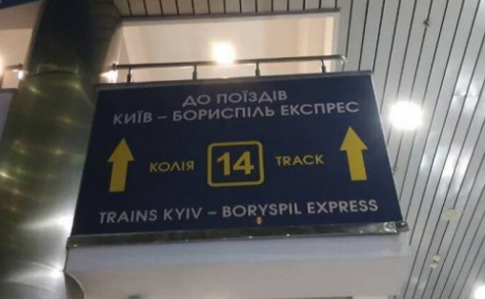 ДО ПОЇЗДІВ
КИЇВ – БОРИСПІЛЬ ЕКСПРЕС
КОЛІЯ 14 TRACK
TRAINS KYIV – BORYSPIL EXPRESS